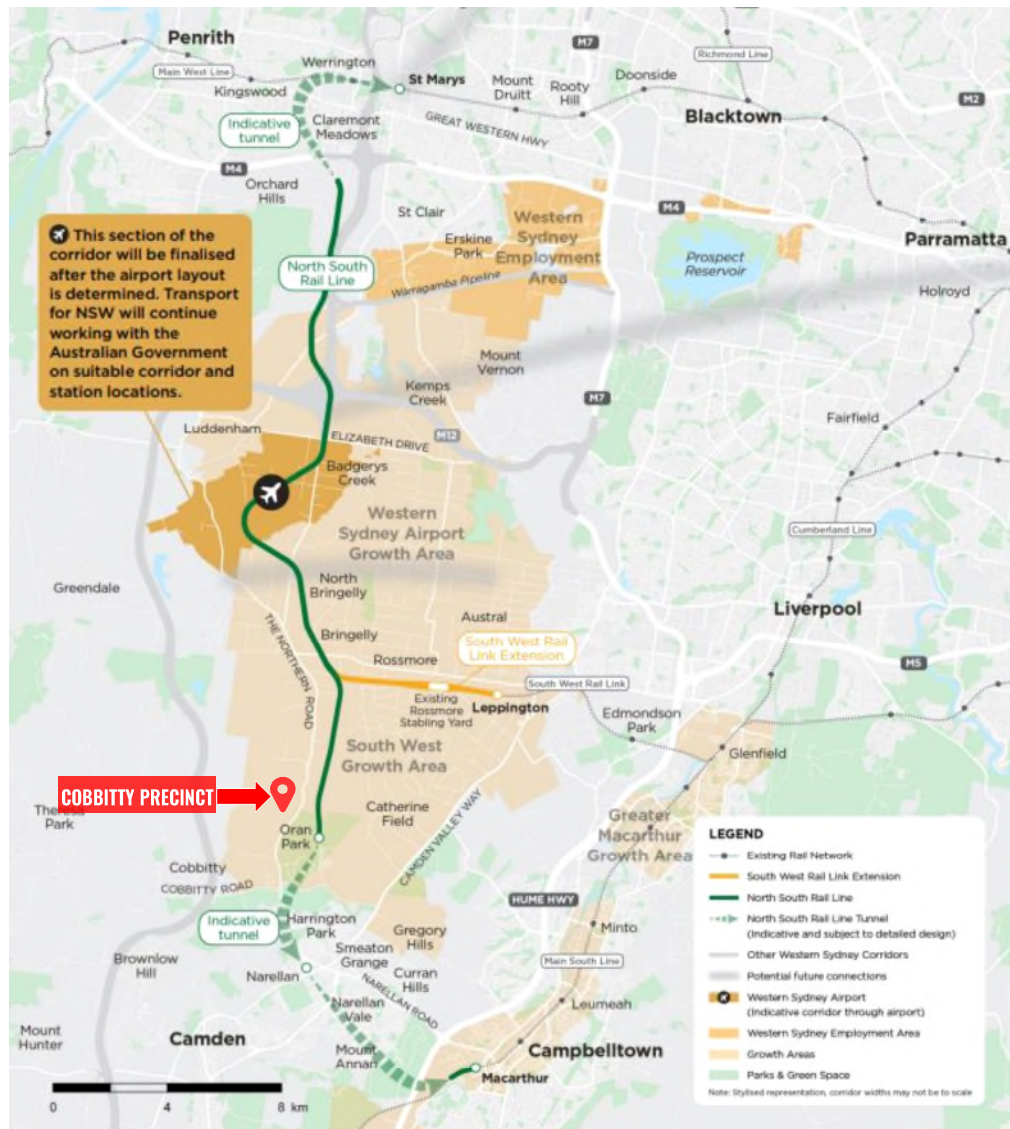 Penrith
Werrington
Main West Line
Kingswood
St Marys
Mount
Druitt
Rooty
Hill
M7
Doonside
Richmond Line
Blacktown
M2
Indicative
tunnel
Claremont
Meadows
GREAT WESTERN HWY
M4
Orchard
Hills
St Clair
Erskine
Park
Western
Sydney
Employment
Area
M4
Parramatta
Prospect
Reservoir
Holroyd
This section of the
corridor will be finalised
after the airport layout
is determined. Transport
for NSW will continue
working with the
Australian Government
on suitable corridor and
station locations.
North South
Rail Line
Warragamba Pipeline
Mount
Vernon
Kemps
Creek
M7
Fairfield
Luddenham
ELIZABETH DRIVE
M12
Badgerys
Creek
Western
Sydney Airport
Growth Area
Cumberland Line
Greendale
North
Bringelly
Liverpool
THE NORTHERN ROAD
Bringelly
Austral
South West Rail
Link Extension
Rossmore
M5
South West Rail Link
Existing
Rossmore
Stabling Yard
Leppington
Edmondson
Park
Glenfield
South West
Growth Area
COBBITTY PRECINCT
Theresa
Park
Catherine
Field
Oran
Park
CAMDEN VALLEY WAY
Greater
Macarthur
Growth Area
Cobbitty
COBBITTY ROAD
HUME HWY
Indicative
tunnel
Harrington
Park
Gregory
Hills
Minto
Smeaton
Grange
Brownlow
Hill
Narellan
Curran
Hills
Main South Line
NARELLAN ROAD
Narellan
Vale
Leumeah
Mount
Hunter
Camden
Mount
Annan
Campbelltown
Macarthur
0 4 8 km
LEGEND
Existing Rail Network
South West Rail Link Extension
North South Rail Line
North South Rail Line Tunnel
(Indicative and subject to detailed design)
Other Western Sydney Corridors
Potential future connections
Western Sydney Airport
(Indicative corridor through airport)
Western Sydney Employment Area
Growth Areas
Parks & Green Space
Note: Stylised representation, corridor widths may not be to scale